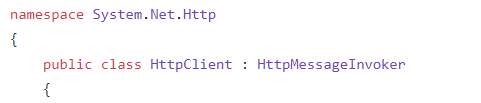 namespace System.Net.Http
{
    public class HttpClient : HttpMessageInvoker
    {